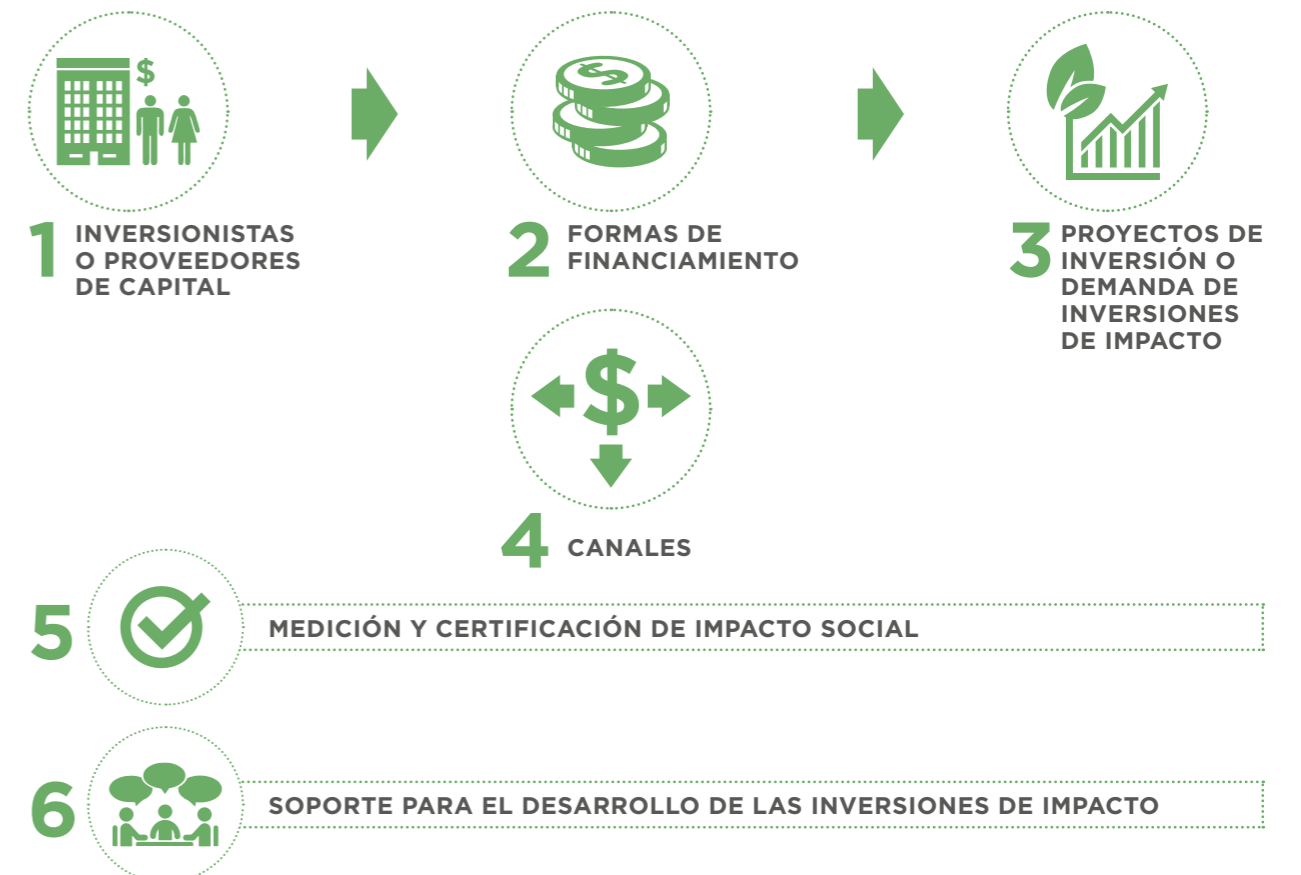 $
1 INVERSIONISTAS
O PROVEEDORES
DE CAPITAL
$
2 FORMAS DE
FINANCIAMIENTO
3 PROYECTOS DE
INVERSIÓN O
DEMANDA DE
INVERSIONES
DE IMPACTO
$
4 CANALES
5 MEDICIÓN Y CERTIFICACIÓN DE IMPACTO SOCIAL
6 SOPORTE PARA EL DESARROLLO DE LAS INVERSIONES DE IMPACTO